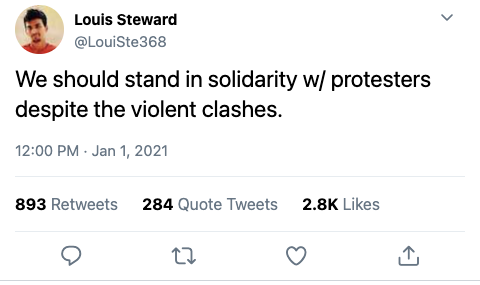 Louis Steward
@LouiSte368
We should stand in solidarity w/ protesters
despite the violent clashes.
12:00 PM · Jan 1, 2021
893 Retweets 284 Quote Tweets 2.8K Likes